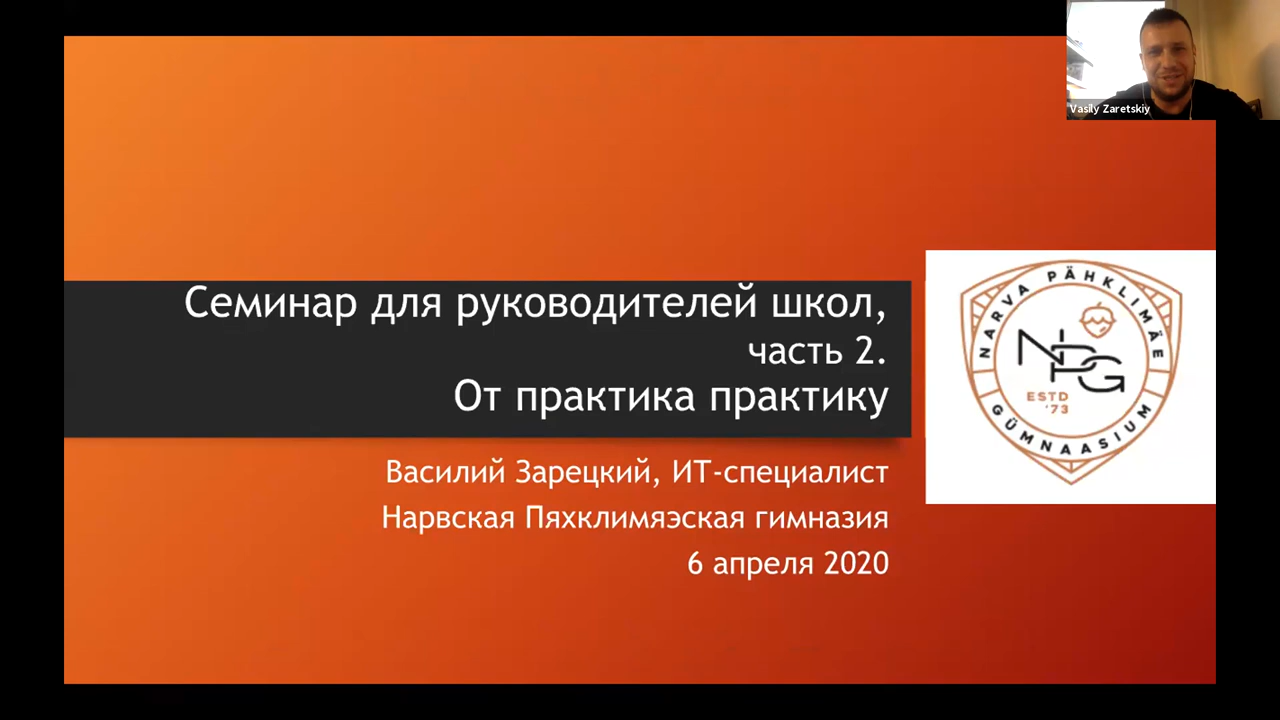 Vasily Zaretskiy
Семинар для руководителей школ,
часть 2.
От практика практику
Василий Зарецкий, ИТ-специалист
Нарвская Пяхклимяэская гимназия
6 апреля 2020
NARVA PÄHKLIMÄE
NPG
ESTD
'73
GÜMNAASIUM